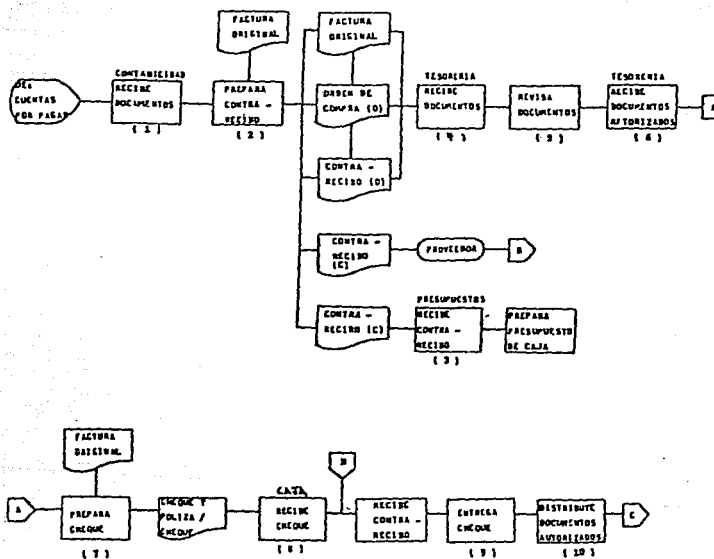 FACTURA
ORIGINAL
FACTURA
ORIGINAL
CUENTAS
POR PAGAR
CONTABILIDAD
RECIBE
DOCUMENTOS
( 1 )
PREPARA
CONTRA -
RECIBO
( 2 )
ORDEN DE
COMPRA (O)
TESORERIA
RECIBE
DOCUMENTOS
( 4 )
REVISA
DOCUMENTOS
( 5 )
TESORERIA
RECIBE
DOCUMENTOS
AUTORIZADOS
( 6 )
A
CONTRA -
RECIBO (O)
CONTRA -
RECIBO
(C)
PROVEEDOR
B
CONTRA -
RECIBO (C)
PRESUPUESTOS
RECIBE
CONTRA -
RECIBO
( 3 )
PREPARA
PRESUPUESTO
DE CAJA
FACTURA
ORIGINAL
A
PREPARA
CHEQUE
( 7 )
CHEQUE Y
POLIZA /
CHEQUE
CAJA
RECIBE
CHEQUE
( 8 )
B
RECIBE
CONTRA -
RECIBO
ENTREGA
CHEQUE
( 9 )
DISTRIBUYE
DOCUMENTOS
AUTORIZADOS
( 10 )
C